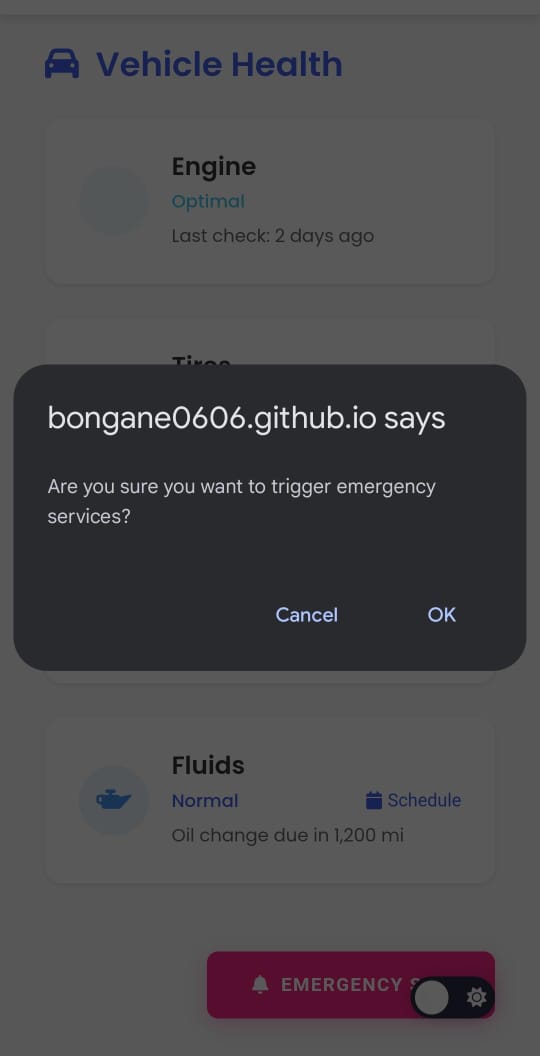 Vehicle Health
Engine
Optimal
Last check: 2 days ago
Tires
bongane0606.github.io says
Are you sure you want to trigger emergency
services?
Cancel OK
Fluids
Normal Schedule
Oil change due in 1,200 mi
EMERGENCY